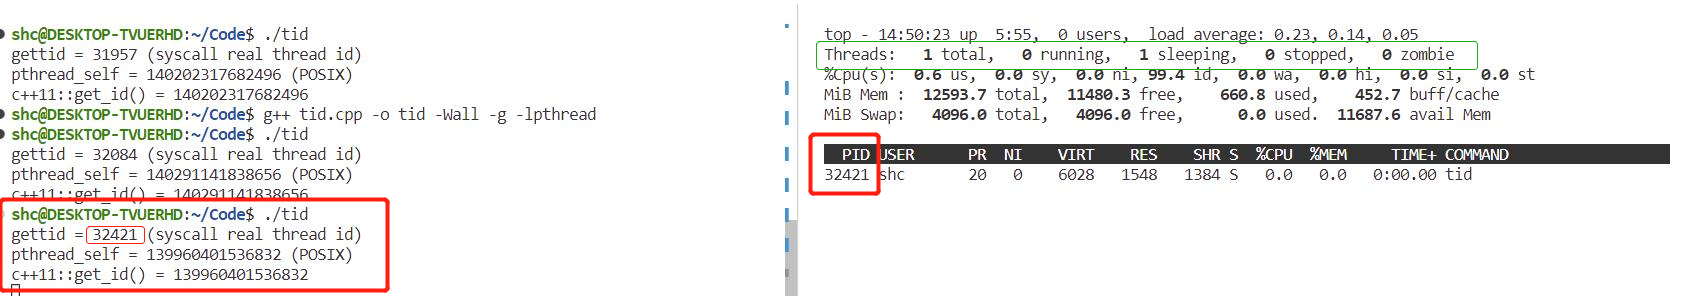 shc@DESKTOP-TVUERHD:~/Code$ ./tid
gettid = 31957 (syscall real thread id)
pthread_self = 140202317682496 (POSIX)
c++11::get_id() = 140202317682496
shc@DESKTOP-TVUERHD:~/Code$ g++ tid.cpp -o tid -Wall -g -lpthread
shc@DESKTOP-TVUERHD:~/Code$ ./tid
gettid = 32084 (syscall real thread id)
pthread_self = 140291141838656 (POSIX)
c++11::get_id() = 140291141838656
shc@DESKTOP-TVUERHD:~/Code$ ./tid
gettid = 32421 (syscall real thread id)
pthread_self = 139960401536832 (POSIX)
c++11::get_id() = 139960401536832
top - 14:50:23 up  5:55,  0 users,  load average: 0.23, 0.14, 0.05
Threads:   1 total,   0 running,   1 sleeping,   0 stopped,   0 zombie
%Cpu(s):  0.6 us,  0.0 sy,  0.0 ni, 99.4 id,  0.0 wa,  0.0 hi,  0.0 si,  0.0 st
MiB Mem :  12593.7 total,  11480.3 free,    660.8 used,    452.7 buff/cache
MiB Swap:   4096.0 total,   4096.0 free,      0.0 used.  11687.6 avail Mem
PID USER      PR  NI    VIRT    RES    SHR S  %CPU  %MEM     TIME+ COMMAND
32421 shc       20   0    6028   1548   1384 S   0.0   0.0   0:00.00 tid